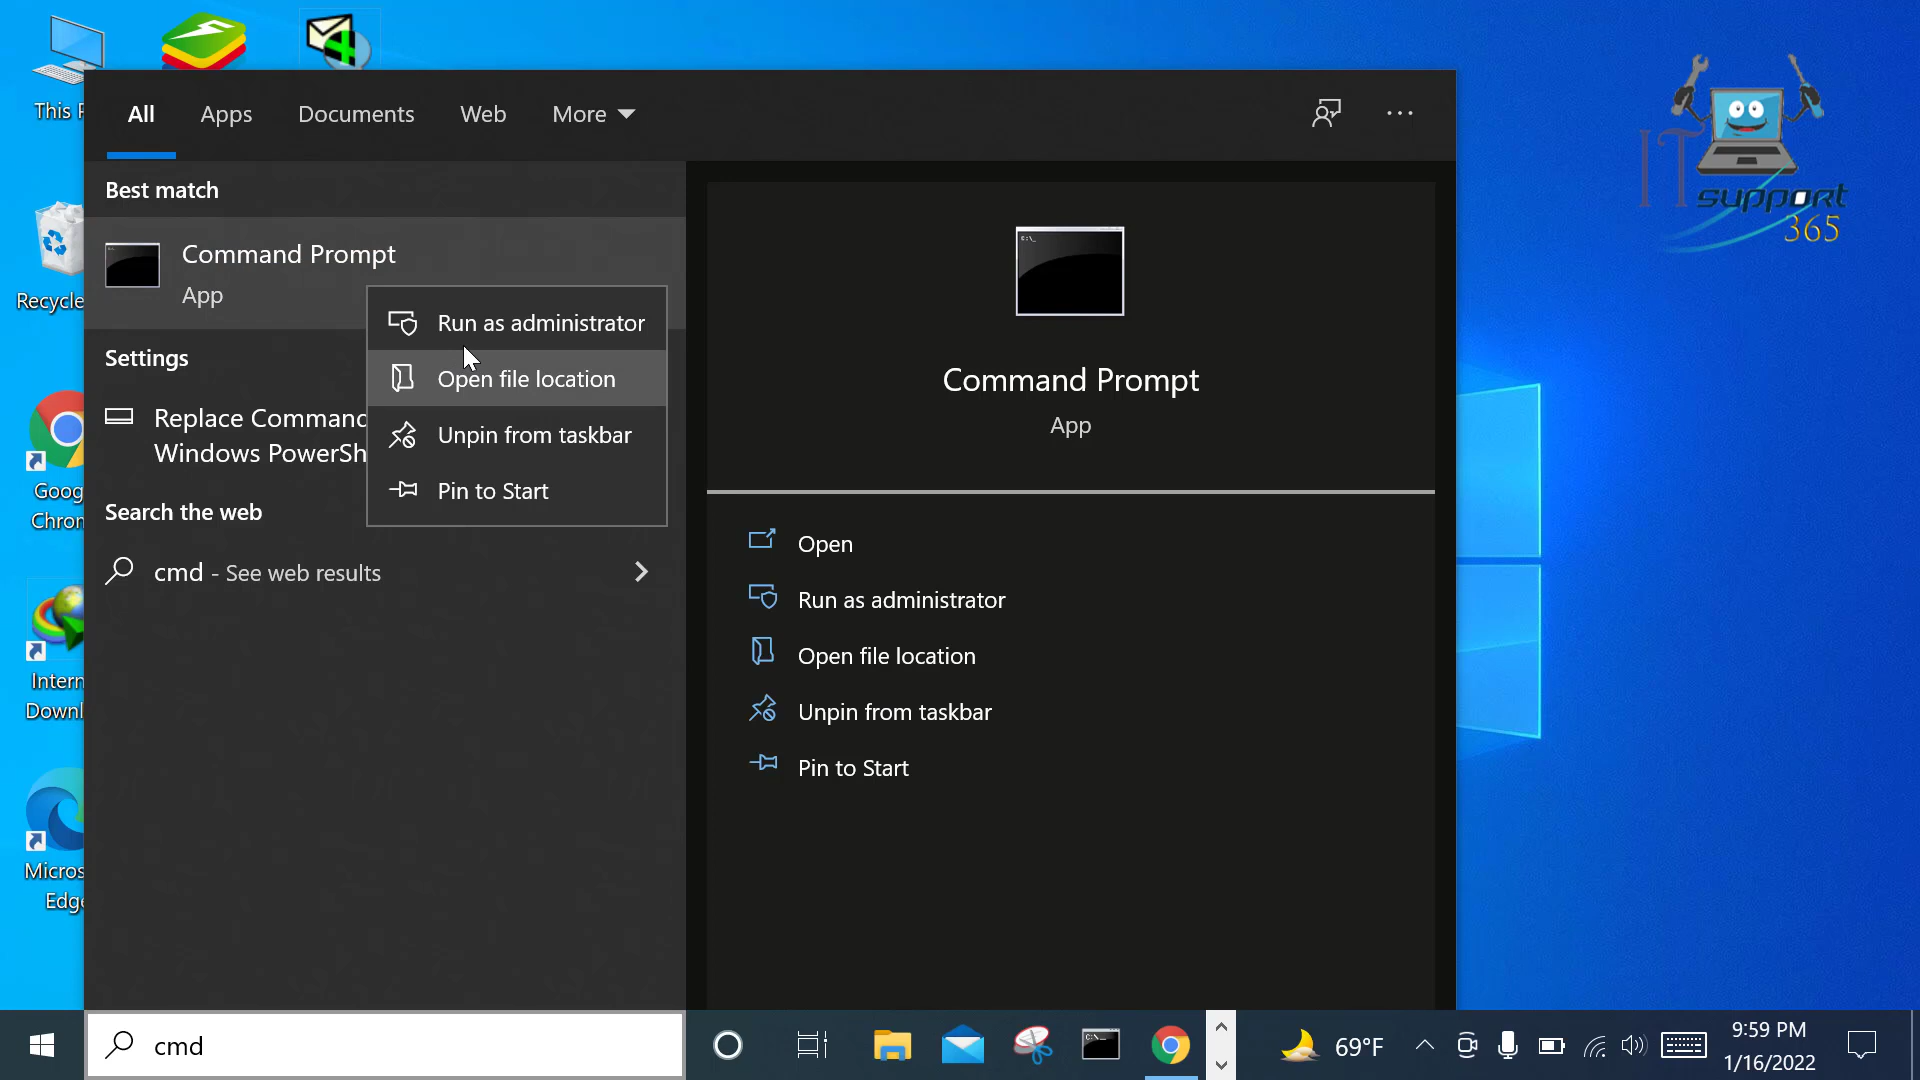 This P
Recycle
Goog
Chron
Intern
Downl
Micros
Edge
All
Apps
Documents
Web
More
Best match
Command Prompt
App
Settings
Replace Command
Windows PowerSh
Search the web
cmd - See web results
Run as administrator
Open file location
Unpin from taskbar
Pin to Start
C:\_
Command Prompt
App
Open
Run as administrator
Open file location
Unpin from taskbar
Pin to Start
IT
support
365
cmd
C:\_
69°F
9:59 PM
1/16/2022